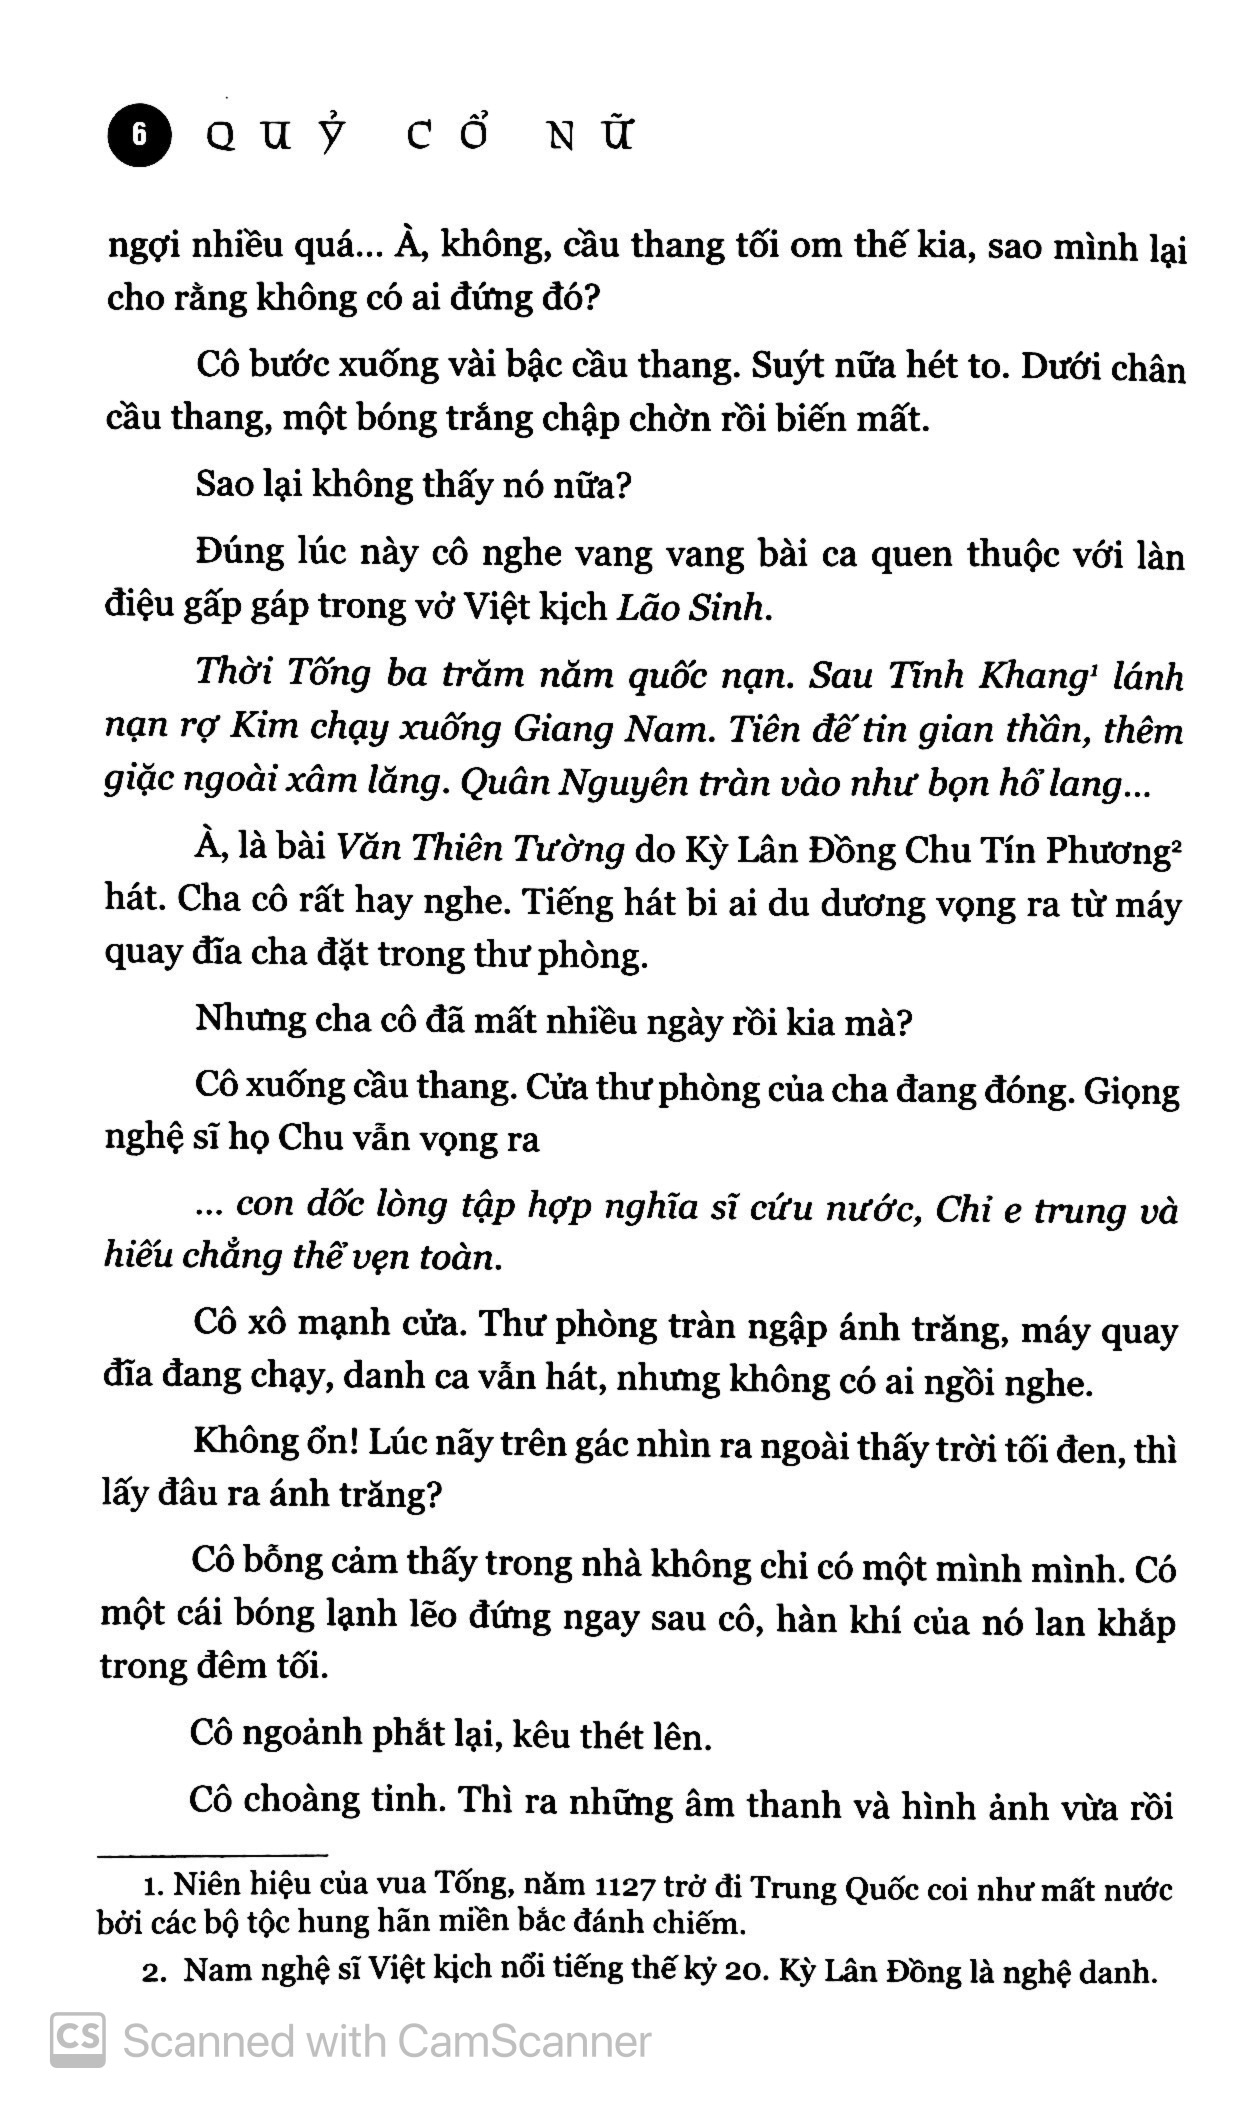 6 QUỶ CỔ NỮ
ngợi nhiều quá... À, không, cầu thang tối om thế kia, sao mình lại
cho rằng không có ai đứng đó?
Cô bước xuống vài bậc cầu thang. Suýt nữa hét to. Dưới chân
cầu thang, một bóng trắng chập chờn rồi biến mất.
Sao lại không thấy nó nữa?
Đúng lúc này cô nghe vang vang bài ca quen thuộc với làn
điệu gấp gáp trong vở Việt kịch Lão Sinh.
Thời Tống ba trăm năm quốc nạn. Sau Tĩnh Khang¹ lánh
nạn rợ Kim chạy xuống Giang Nam. Tiên đế tin gian thần, thêm
giặc ngoài xâm lăng. Quân Nguyên tràn vào như bọn hổ lang...
À, là bài Văn Thiên Tường do Kỳ Lân Đồng Chu Tín Phương²
hát. Cha cô rất hay nghe. Tiếng hát bi ai du dương vọng ra từ máy
quay đĩa cha đặt trong thư phòng.
Nhưng cha cô đã mất nhiều ngày rồi kia mà?
Cô xuống cầu thang. Cửa thư phòng của cha đang đóng. Giọng
nghệ sĩ họ Chu vẫn vọng ra
... con dốc lòng tập hợp nghĩa sĩ cứu nước, Chỉ e trung và
hiếu chẳng thể vẹn toàn.
Cô xô mạnh cửa. Thư phòng tràn ngập ánh trăng, máy quay
đĩa đang chạy, danh ca vẫn hát, nhưng không có ai ngồi nghe.
Không ổn! Lúc nãy trên gác nhìn ra ngoài thấy trời tối đen, thì
lấy đâu ra ánh trăng?
Cô bỗng cảm thấy trong nhà không chỉ có một mình mình. Có
một cái bóng lạnh lẽo đứng ngay sau cô, hàn khí của nó lan khắp
trong đêm tối.
Cô ngoảnh phắt lại, kêu thét lên.
Cô choàng tỉnh. Thì ra những âm thanh và hình ảnh vừa rồi
1. Niên hiệu của vua Tống, năm 1127 trở đi Trung Quốc coi như mất nước
bởi các bộ tộc hung hãn miền bắc đánh chiếm.
2. Nam nghệ sĩ Việt kịch nổi tiếng thế kỷ 20. Kỳ Lân Đồng là nghệ danh.
CS Scanned with CamScanner